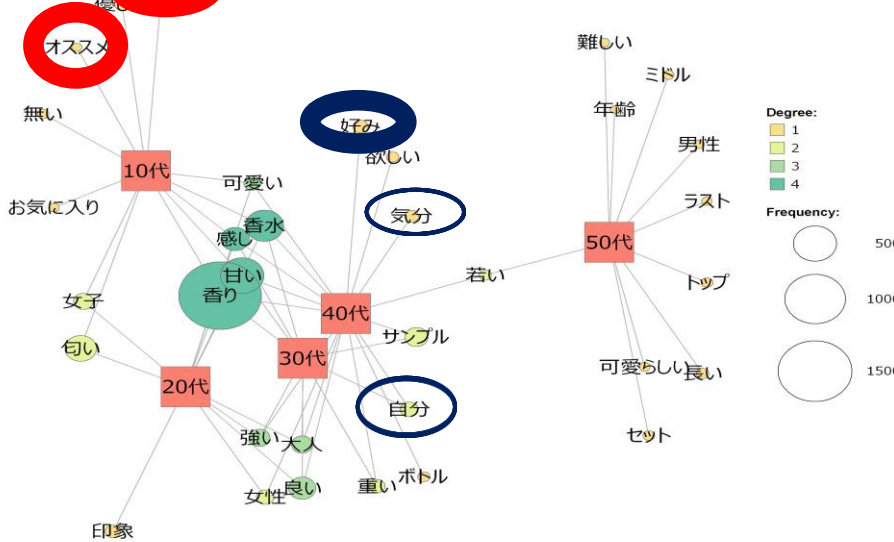 オススメ
難しい
ミドル
無い
好み
年齢
欲しい
男性
10代
可愛い
お気に入り
気分
ラスト
香水
感じ
50代
甘い
若い
トップ
香り
女子
40代
サンプル
匂い
30代
20代
可愛らしい
長い
自分
強い
大人
セット
ボトル
女性
良い
重い
印象
Degree:
1
2
3
4
Frequency:
500
1000
1500